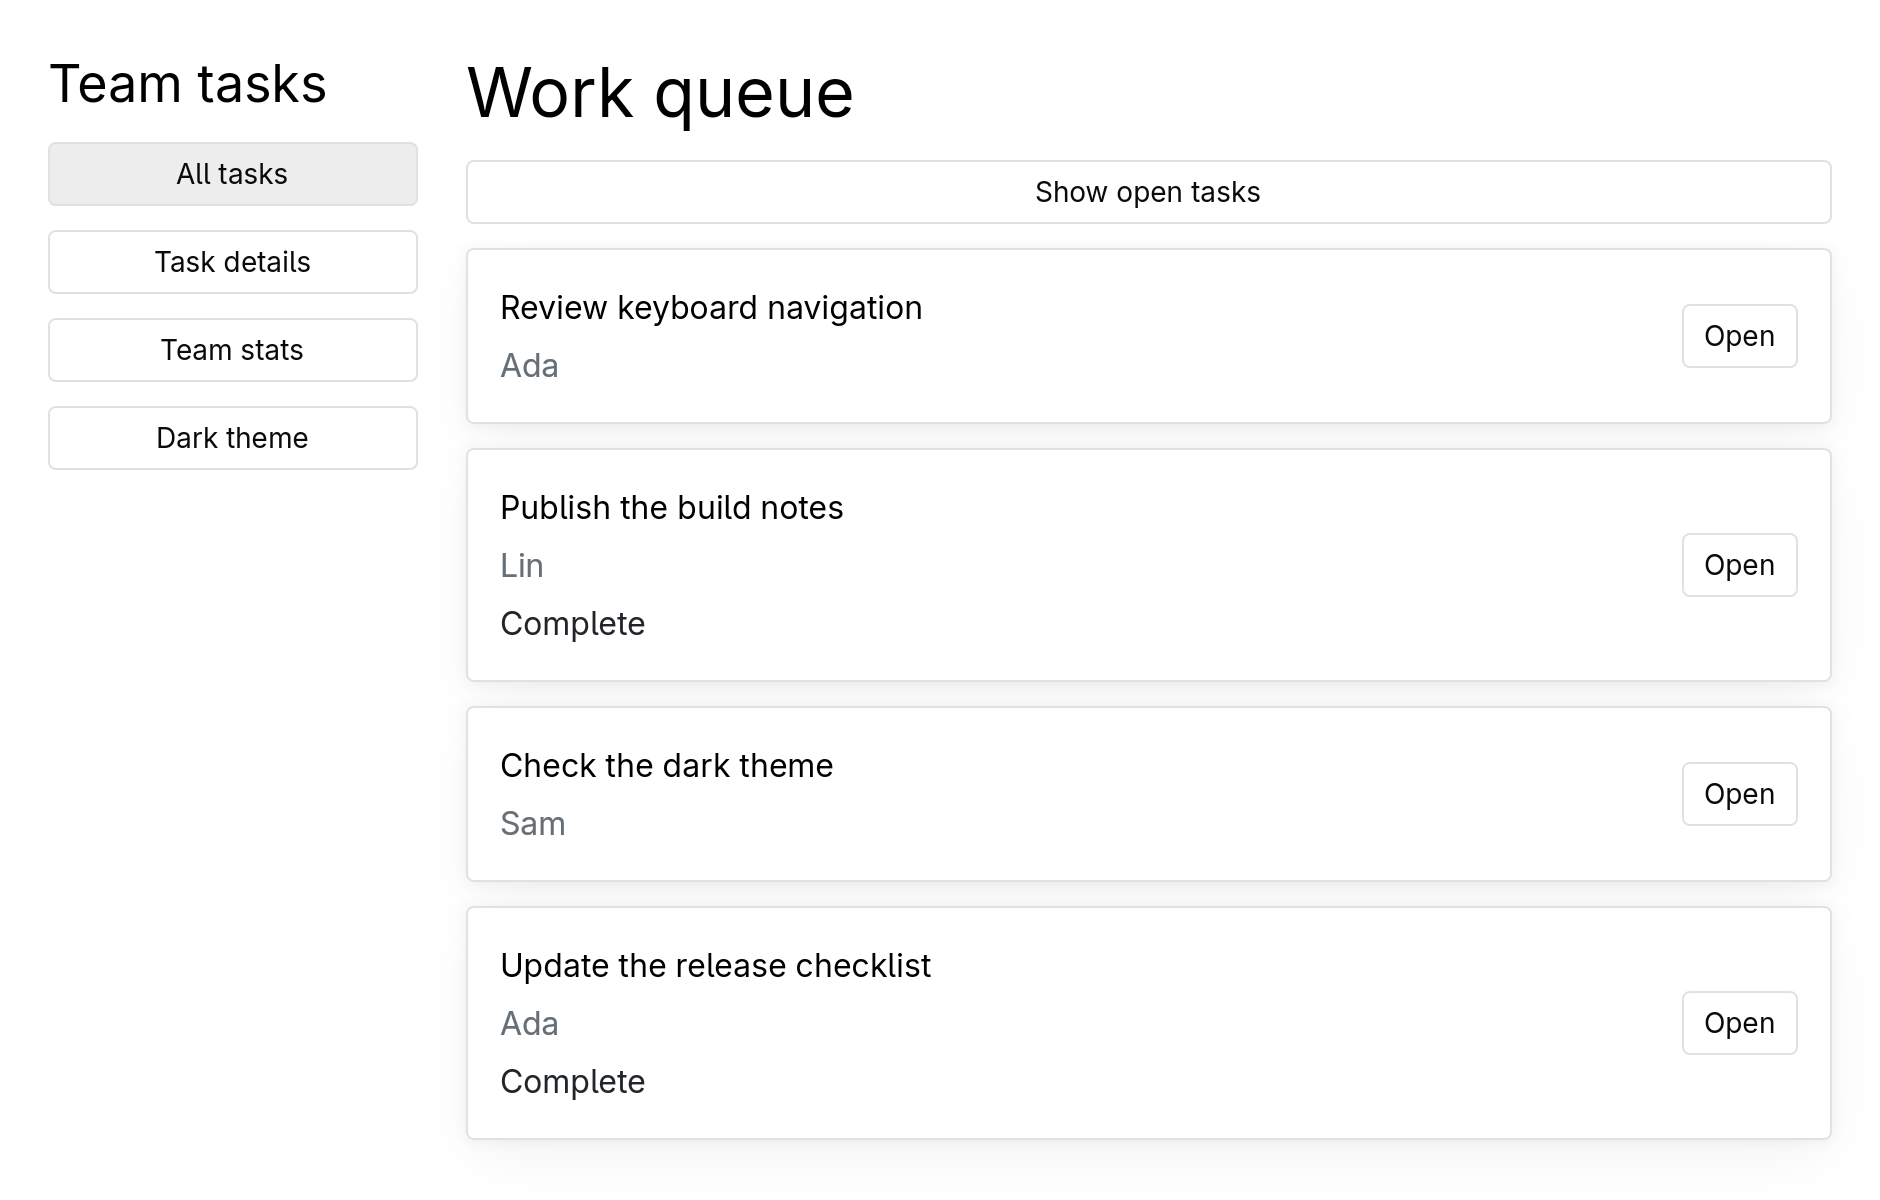 Team tasks
All tasks
Task details
Team stats
Dark theme
Work queue
Show open tasks
Review keyboard navigation
Ada
Open
Publish the build notes
Lin
Complete
Open
Check the dark theme
Sam
Open
Update the release checklist
Ada
Complete
Open